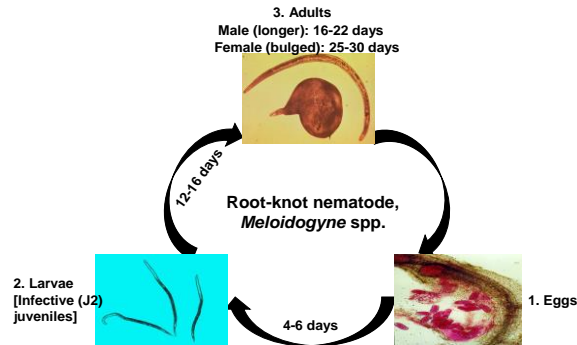 3. Adults
Male (longer): 16-22 days
Female (bulged): 25-30 days
12-16 days
Root-knot nematode,
Meloidogyne spp.
2. Larvae
[Infective (J2)
juveniles]
1. Eggs
4-6 days